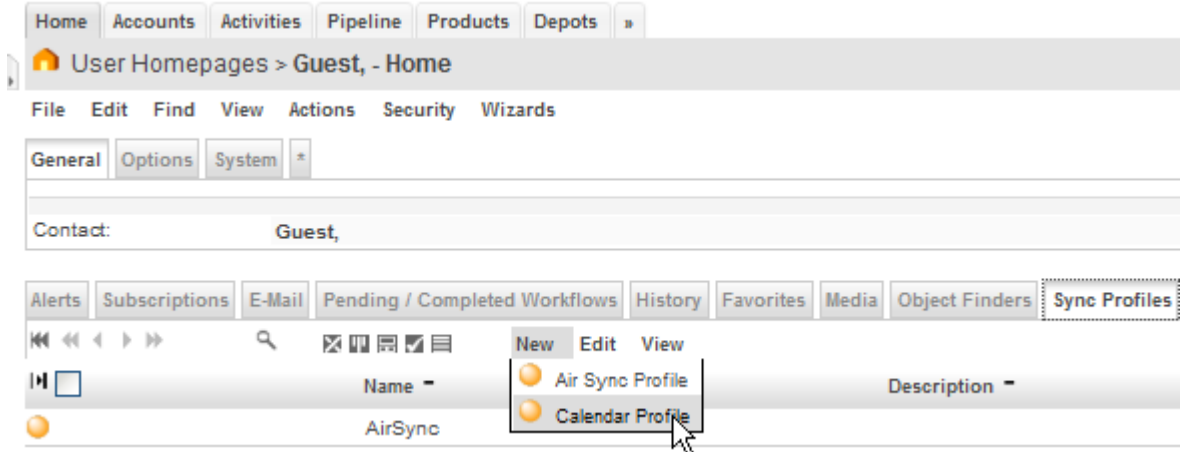 Home Accounts Activities Pipeline Products Depots »
User Homepages > Guest, - Home
File Edit Find View Actions Security Wizards
General Options System *
Contact: Guest,
Alerts Subscriptions E-Mail Pending / Completed Workflows History Favorites Media Object Finders Sync Profiles
New Edit View
Air Sync Profile
Name Description
Calendar Profile
AirSync